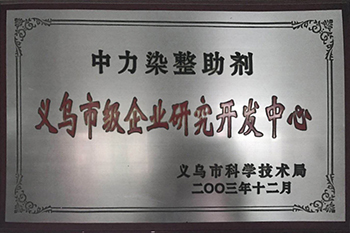 中力染整助剂
义乌市级企业研究开发中心
义乌市科学技术局
二〇〇三年十二月